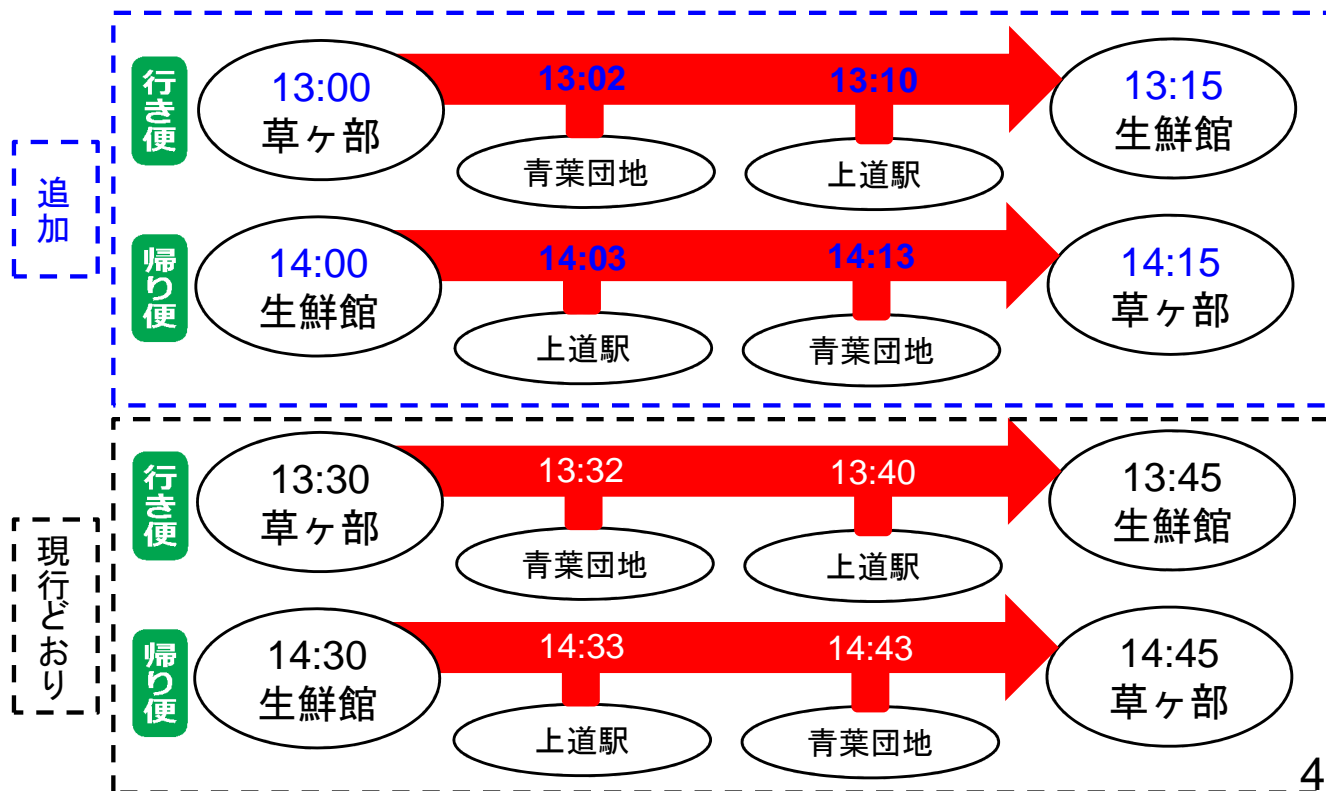 追加
行き便
13:00
草ヶ部
13:02
青葉団地
13:10
上道駅
13:15
生鮮館
帰り便
14:00
生鮮館
14:03
上道駅
14:13
青葉団地
14:15
草ヶ部
現行どおり
行き便
13:30
草ヶ部
13:32
青葉団地
13:40
上道駅
13:45
生鮮館
帰り便
14:30
生鮮館
14:33
上道駅
14:43
青葉団地
14:45
草ヶ部
4